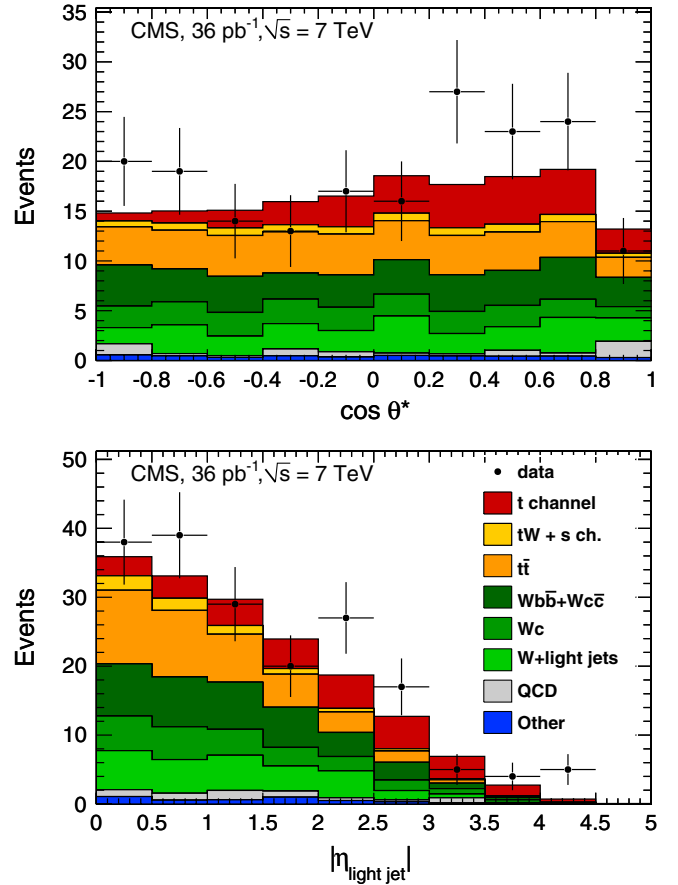 CMS, 36 pb⁻¹,√s = 7 TeV
35
30
25
20
15
10
5
0
Events
-1 -0.8 -0.6 -0.4 -0.2 0 0.2 0.4 0.6 0.8 1
cos θ*
CMS, 36 pb⁻¹,√s = 7 TeV
50
40
30
20
10
0
Events
data
t channel
tW + s ch.
tt̄
Wbb̄+Wcc̄
Wc
W+light jets
QCD
Other
0 0.5 1 1.5 2 2.5 3 3.5 4 4.5 5
|η light jet|